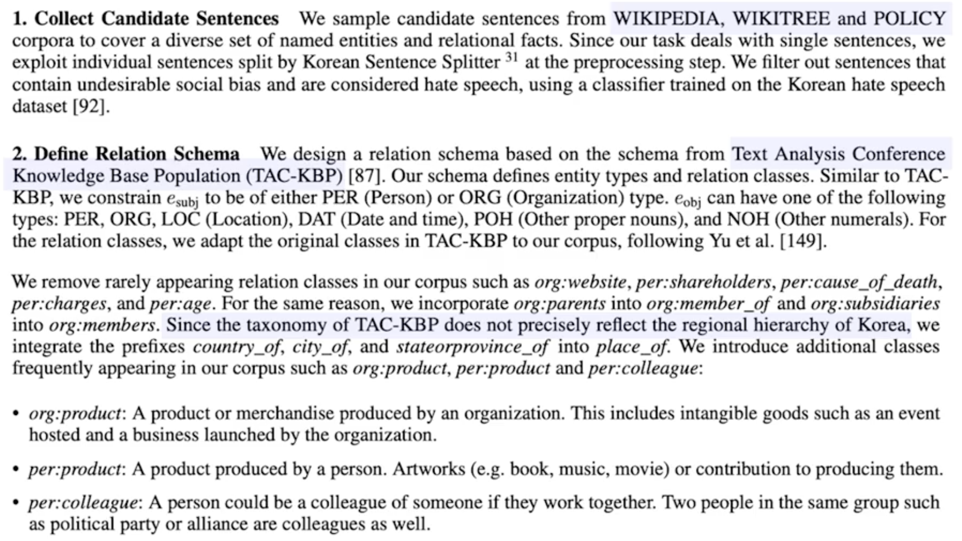 1. Collect Candidate Sentences We sample candidate sentences from WIKIPEDIA, WIKITREE and POLICY
corpora to cover a diverse set of named entities and relational facts. Since our task deals with single sentences, we
exploit individual sentences split by Korean Sentence Splitter 31 at the preprocessing step. We filter out sentences that
contain undesirable social bias and are considered hate speech, using a classifier trained on the Korean hate speech
dataset [92].
2. Define Relation Schema We design a relation schema based on the schema from Text Analysis Conference
Knowledge Base Population (TAC-KBP) [87]. Our schema defines entity types and relation classes. Similar to TAC-
KBP, we constrain esubj to be of either PER (Person) or ORG (Organization) type. eobj can have one of the following
types: PER, ORG, LOC (Location), DAT (Date and time), POH (Other proper nouns), and NOH (Other numerals). For
the relation classes, we adapt the original classes in TAC-KBP to our corpus, following Yu et al. [149].
We remove rarely appearing relation classes in our corpus such as org:website, per:shareholders, per:cause_of_death,
per:charges, and per:age. For the same reason, we incorporate org:parents into org:member_of and org:subsidiaries
into org:members. Since the taxonomy of TAC-KBP does not precisely reflect the regional hierarchy of Korea, we
integrate the prefixes country_of, city_of, and stateorprovince_of into place_of. We introduce additional classes
frequently appearing in our corpus such as org:product, per:product and per:colleague:
• org:product: A product or merchandise produced by an organization. This includes intangible goods such as an event
hosted and a business launched by the organization.
• per:product: A product produced by a person. Artworks (e.g. book, music, movie) or contribution to producing them.
• per:colleague: A person could be a colleague of someone if they work together. Two people in the same group such
as political party or alliance are colleagues as well.